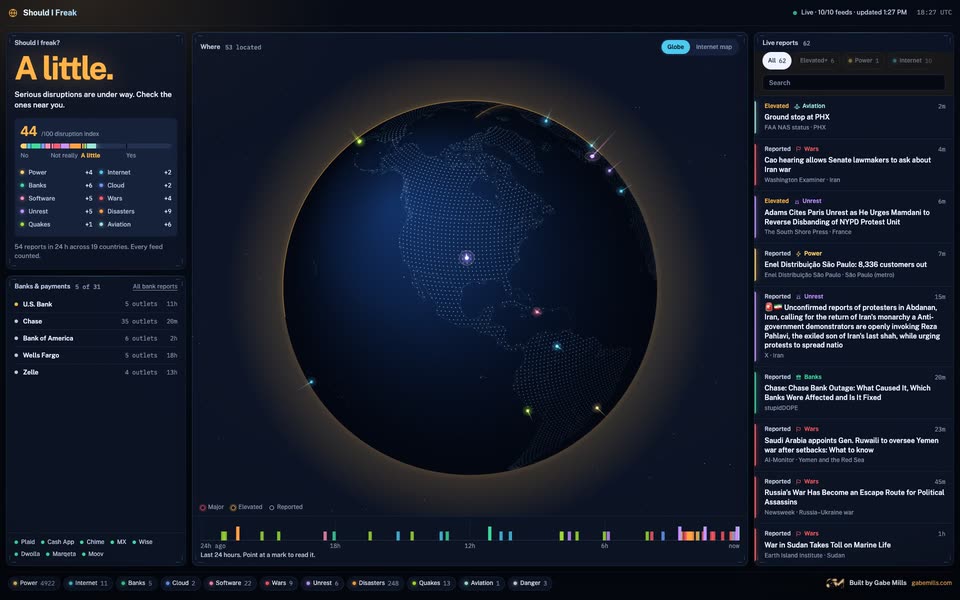 Should I Freak
Live · 10/10 feeds · updated 1:27 PM 18:27 UTC
Should I freak?
A little.
Serious disruptions are under way. Check the
ones near you.
44 /100 disruption index
No Not really A little Yes
Power +4 Internet +2
Banks +6 Cloud +2
Software +5 Wars +4
Unrest +5 Disasters +9
Quakes +1 Aviation +6
54 reports in 24 h across 19 countries. Every feed
counted.
Banks & payments 5 of 31 All bank reports
U.S. Bank 5 outlets 11h
Chase 35 outlets 20m
Bank of America 6 outlets 2h
Wells Fargo 5 outlets 18h
Zelle 4 outlets 13h
Plaid Cash App Chime MX Wise
Dwolla Marqeta Moov
Where 53 located
Globe Internet map
Major Elevated Reported
24h ago 18h 12h 6h now
Last 24 hours. Point at a mark to read it.
Live reports 62
All 62 Elevated+ 6 Power 1 Internet 10
Search
Elevated Aviation 2m
Ground stop at PHX
FAA NAS status · PHX
Reported Wars 4m
Cao hearing allows Senate lawmakers to ask about
Iran war
Washington Examiner · Iran
Elevated Unrest 6m
Adams Cites Paris Unrest as He Urges Mamdani to
Reverse Disbanding of NYPD Protest Unit
The South Shore Press · France
Reported Power 7m
Enel Distribuição São Paulo: 8,336 customers out
Enel Distribuição São Paulo · São Paulo (metro)
Reported Unrest 15m
🚨🇮🇷 Unconfirmed reports of protesters in Abdanan,
Iran, calling for the return of Iran's monarchy a Anti-
government demonstrators are openly invoking Reza
Pahlavi, the exiled son of Iran's last shah, while urging
protests to spread natio
X · Iran
Reported Banks 20m
Chase: Chase Bank Outage: What Caused It, Which
Banks Were Affected and Is It Fixed
stupidDOPE
Reported Wars 23m
Saudi Arabia appoints Gen. Ruwaili to oversee Yemen
war after setbacks: What to know
Al-Monitor · Yemen and the Red Sea
Reported Wars 45m
Russia's War Has Become an Escape Route for Political
Assassins
Newsweek · Russia–Ukraine war
Reported Wars 1h
War in Sudan Takes Toll on Marine Life
Earth Island Institute · Sudan
Power 4922 Internet 11 Banks 5 Cloud 2 Software 22 Wars 9 Unrest 6 Disasters 248 Quakes 13 Aviation 1 Danger 3
Built by Gabe Mills gabemills.com